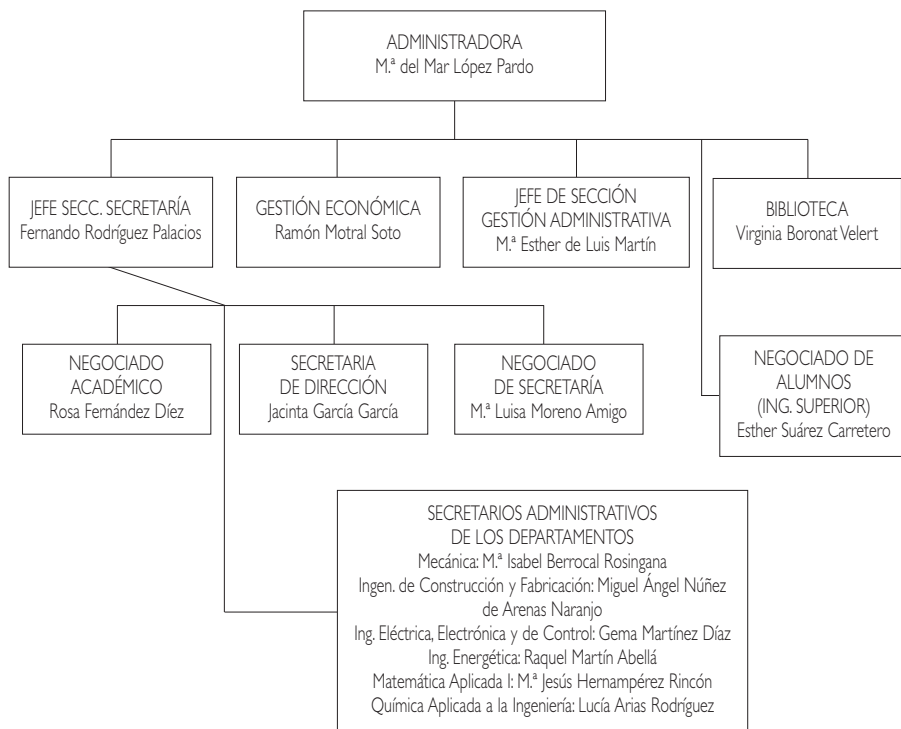 ADMINISTRADORA
M.ª del Mar López Pardo
JEFE SECC. SECRETARÍA
Fernando Rodríguez Palacios
GESTIÓN ECONÓMICA
Ramón Motral Soto
JEFE DE SECCIÓN
GESTIÓN ADMINISTRATIVA
M.ª Esther de Luis Martín
BIBLIOTECA
Virginia Boronat Velert
NEGOCIADO
ACADÉMICO
Rosa Fernández Díez
SECRETARIA
DE DIRECCIÓN
Jacinta García García
NEGOCIADO
DE SECRETARÍA
M.ª Luisa Moreno Amigo
NEGOCIADO DE
ALUMNOS
(ING. SUPERIOR)
Esther Suárez Carretero
SECRETARIOS ADMINISTRATIVOS
DE LOS DEPARTAMENTOS
Mecánica: M.ª Isabel Berrocal Rosingana
Ingen. de Construcción y Fabricación: Miguel Ángel Núñez
de Arenas Naranjo
Ing. Eléctrica, Electrónica y de Control: Gema Martínez Díaz
Ing. Energética: Raquel Martín Abellá
Matemática Aplicada I: M.ª Jesús Hernampérez Rincón
Química Aplicada a la Ingeniería: Lucía Arias Rodríguez